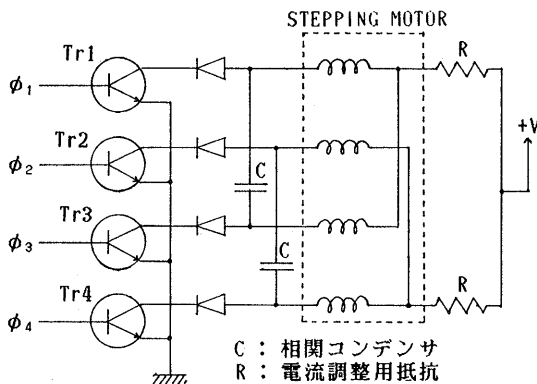 STEPPING MOTOR
Tr1
R
φ1
+V
Tr2
φ2
C
Tr3
φ3
C
Tr4
R
φ4
C : 相関コンデンサ
R : 電流調整用抵抗